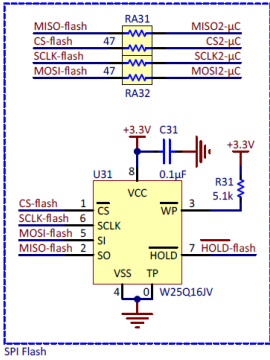 RA31
MISO-flash MISO2-µC
CS-flash 47 CS2-µC
SCLK-flash SCLK2-µC
MOSI-flash 47 MOSI2-µC
RA32
+3.3V C31 +3.3V
0.1µF
U31 8
VCC
R31
5.1k
CS-flash 1 CS WP 3
SCLK-flash 6 SCLK
MOSI-flash 5 SI
MISO-flash 2 SO HOLD 7 HOLD-flash
VSS TP
4 0 W25Q16JV
SPI Flash